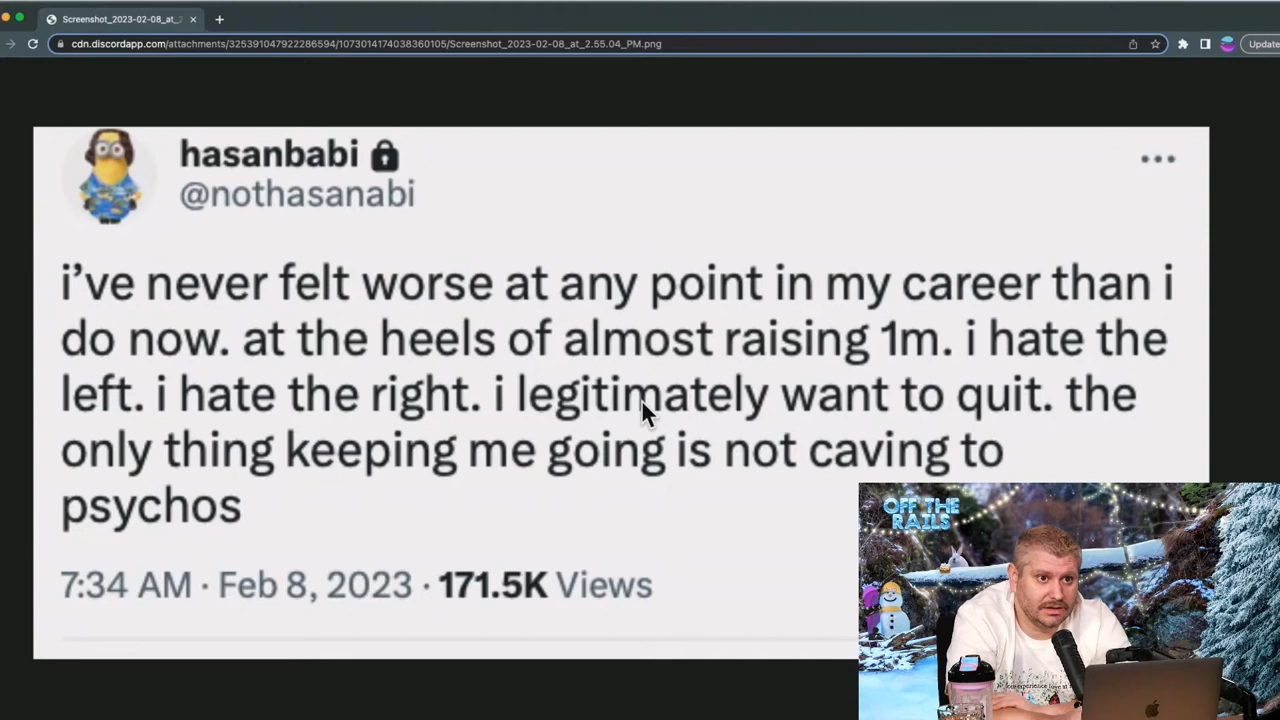 Screenshot_2023-02-08_at_2.
cdn.discordapp.com/attachments/325391047922286594/1073014174038360105/Screenshot_2023-02-08_at_2.55.04_PM.png
Update
hasanbabi
@nothasanabi
i’ve never felt worse at any point in my career than i
do now. at the heels of almost raising 1m. i hate the
left. i hate the right. i legitimately want to quit. the
only thing keeping me going is not caving to
psychos
7:34 AM · Feb 8, 2023 · 171.5K Views
OFF THE
RAILS